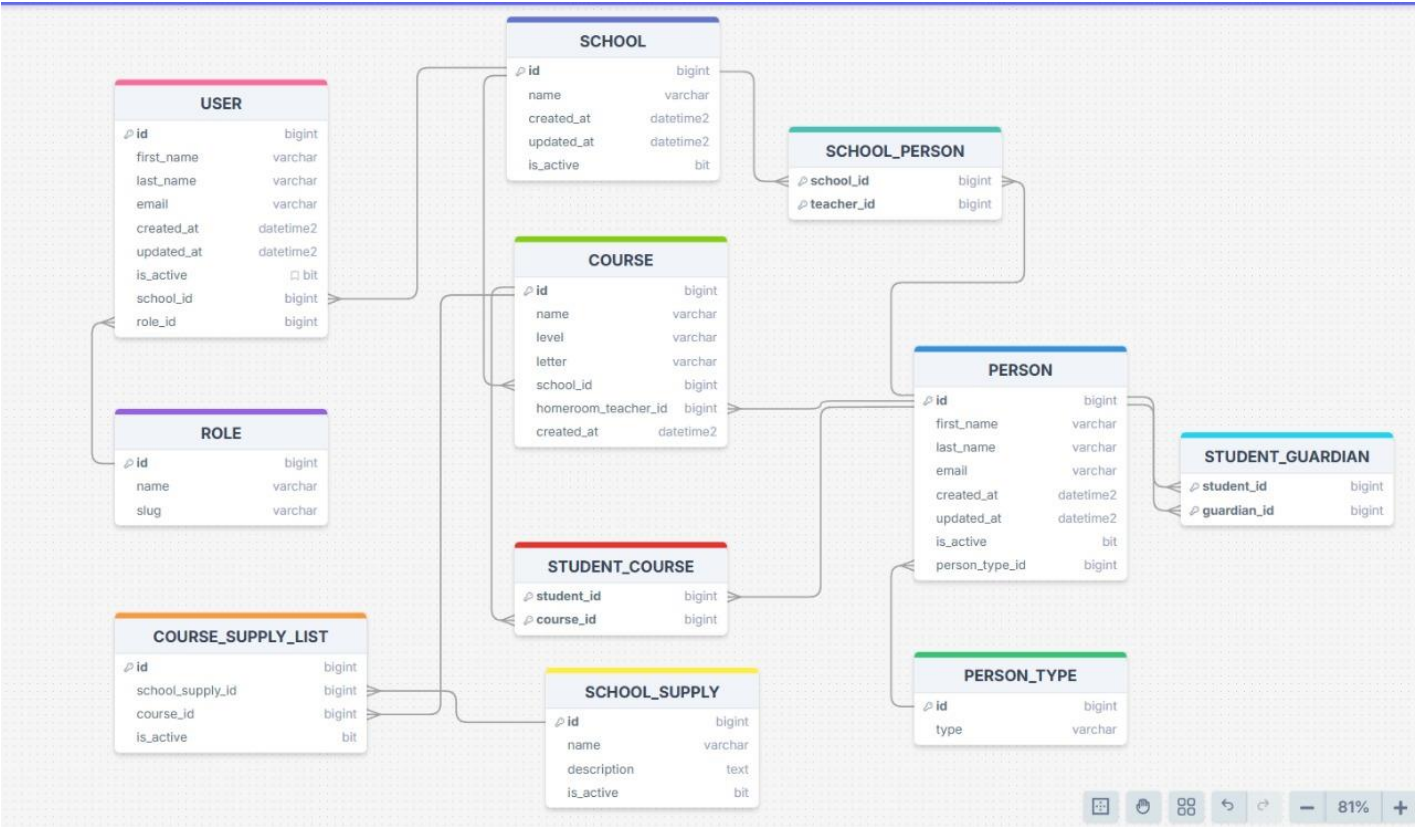 SCHOOL
id bigint
name varchar
created_at datetime2
updated_at datetime2
is_active bit
USER
id bigint
first_name varchar
last_name varchar
email varchar
created_at datetime2
updated_at datetime2
is_active bit
school_id bigint
role_id bigint
SCHOOL_PERSON
school_id bigint
teacher_id bigint
COURSE
id bigint
name varchar
level varchar
letter varchar
school_id bigint
homeroom_teacher_id bigint
created_at datetime2
PERSON
id bigint
first_name varchar
last_name varchar
email varchar
created_at datetime2
updated_at datetime2
is_active bit
person_type_id bigint
ROLE
id bigint
name varchar
slug varchar
STUDENT_GUARDIAN
student_id bigint
guardian_id bigint
STUDENT_COURSE
student_id bigint
course_id bigint
COURSE_SUPPLY_LIST
id bigint
school_supply_id bigint
course_id bigint
is_active bit
SCHOOL_SUPPLY
id bigint
name varchar
description text
is_active bit
PERSON_TYPE
id bigint
type varchar
81%